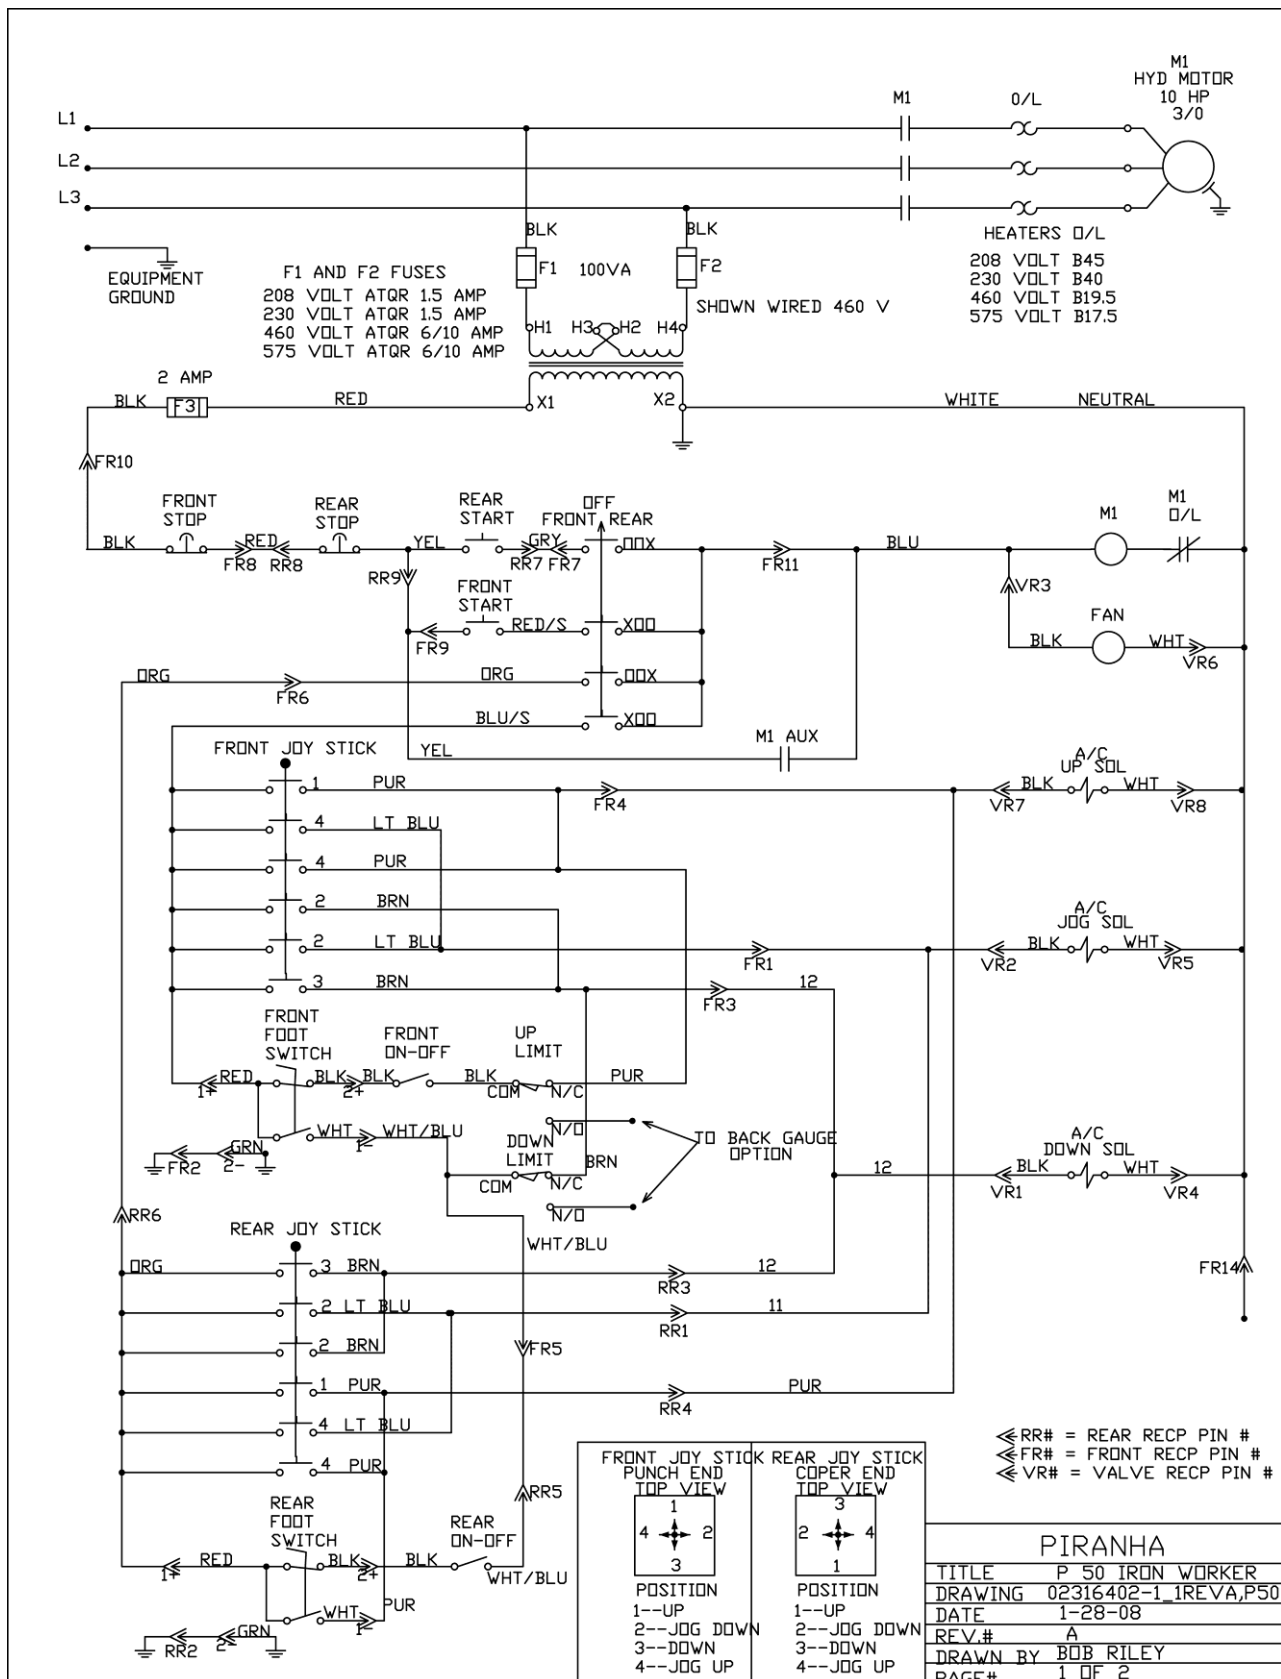 M1
HYD MOTOR
10 HP
3/0
M1
O/L
L1
L2
L3
BLK
BLK
HEATERS O/L
208 VOLT B45
230 VOLT B40
460 VOLT B19.5
575 VOLT B17.5
EQUIPMENT
GROUND
F1 AND F2 FUSES
208 VOLT ATQR 1.5 AMP
230 VOLT ATQR 1.5 AMP
460 VOLT ATQR 6/10 AMP
575 VOLT ATQR 6/10 AMP
F1
100VA
F2
SHOWN WIRED 460 V
H1
H3
H2
H4
2 AMP
BLK
F3
RED
X1
X2
WHITE
NEUTRAL
FR10
FRONT
STOP
REAR
STOP
REAR
START
OFF
FRONT
REAR
M1
M1
O/L
BLK
RED
FR8
RR8
YEL
GRY
RR7
FR7
OOX
FR11
BLU
RR9
FRONT
START
VR3
FAN
FR9
RED/S
XOO
BLK
WHT
VR6
ORG
FR6
ORG
OOX
BLU/S
XOO
FRONT JOY STICK
YEL
M1 AUX
A/C
UP SOL
1
PUR
FR4
VR7
BLK
WHT
VR8
4
LT BLU
4
PUR
2
BRN
A/C
JOG SOL
2
LT BLU
FR1
VR2
BLK
WHT
VR5
3
BRN
FR3
12
FRONT
FOOT
SWITCH
FRONT
ON-OFF
UP
LIMIT
RED
1+
BLK
2+
BLK
BLK
COM
N/C
PUR
N/O
WHT
1-
WHT/BLU
TO BACK GAUGE
OPTION
DOWN
LIMIT
A/C
DOWN SOL
FR2
2-
GRN
COM
N/C
BRN
12
VR1
BLK
WHT
VR4
N/O
RR6
REAR JOY STICK
WHT/BLU
ORG
3 BRN
RR3
12
FR14
2 LT BLU
RR1
11
2 BRN
FR5
1 PUR
RR4
PUR
4 LT BLU
4 PUR
RR5
RR# = REAR RECP PIN #
FR# = FRONT RECP PIN #
VR# = VALVE RECP PIN #
REAR
FOOT
SWITCH
REAR
ON-OFF
RED
1+
BLK
2+
BLK
WHT/BLU
WHT
1-
PUR
RR2
2-
GRN
FRONT JOY STICK
PUNCH END
TOP VIEW
1
4
2
3
POSITION
1--UP
2--JOG DOWN
3--DOWN
4--JOG UP
REAR JOY STICK
COPER END
TOP VIEW
3
2
4
1
POSITION
1--UP
2--JOG DOWN
3--DOWN
4--JOG UP
PIRANHA
TITLE P 50 IRON WORKER
DRAWING 02316402-1_1REVA,P50
DATE 1-28-08
REV.# A
DRAWN BY BOB RILEY
PAGE# 1 OF 2